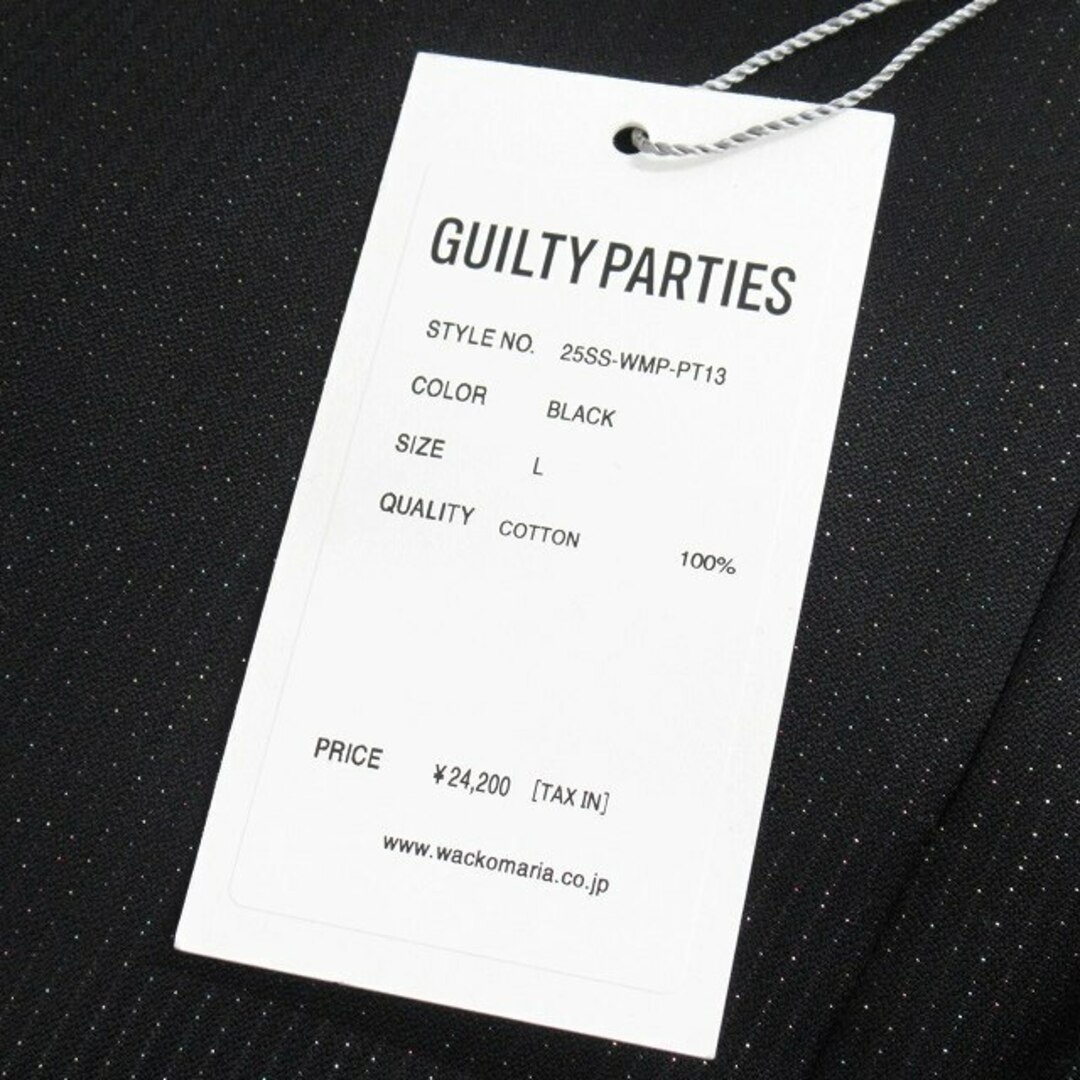 GUILTY PARTIES
STYLE NO. 25SS-WMP-PT13
COLOR BLACK
SIZE L
QUALITY COTTON 100%
PRICE ¥24,200 [TAX IN]
www.wackomaria.co.jp